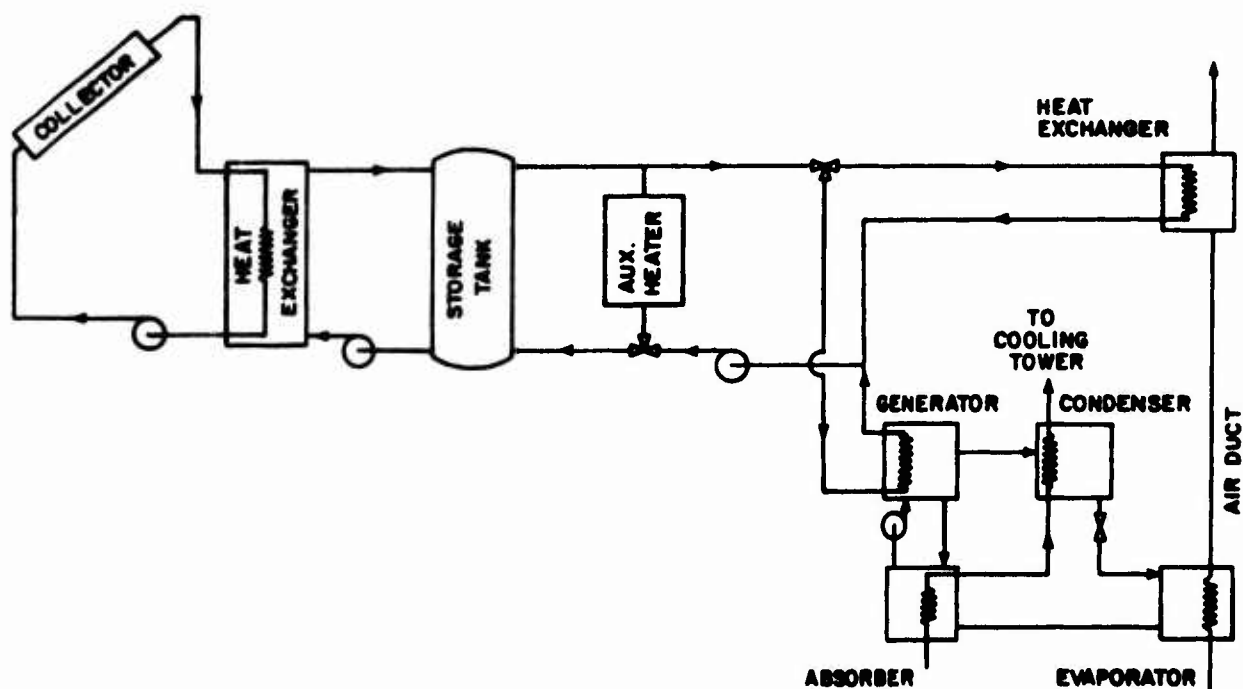 COLLECTOR
HEAT
EXCHANGER
HEAT
EXCHANGER
STORAGE
TANK
AUX.
HEATER
TO
COOLING
TOWER
GENERATOR
CONDENSER
AIR DUCT
ABSORBER
EVAPORATOR